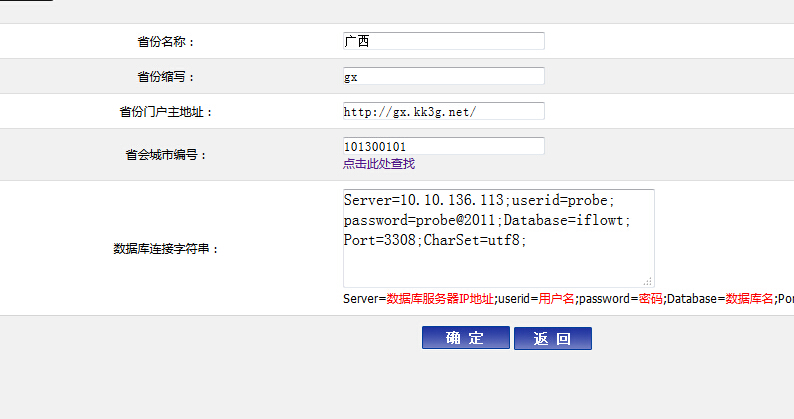 省份名称： 广西
省份缩写： gx
省份门户主地址： http://gx.kk3g.net/
省会城市编号： 101300101
点击此处查找
数据库连接字符串：
Server=10.10.136.113;userid=probe;
password=probe@2011;Database=iflowt;
Port=3308;CharSet=utf8;
Server=数据库服务器IP地址;userid=用户名;password=密码;Database=数据库名;Por
确 定 返 回